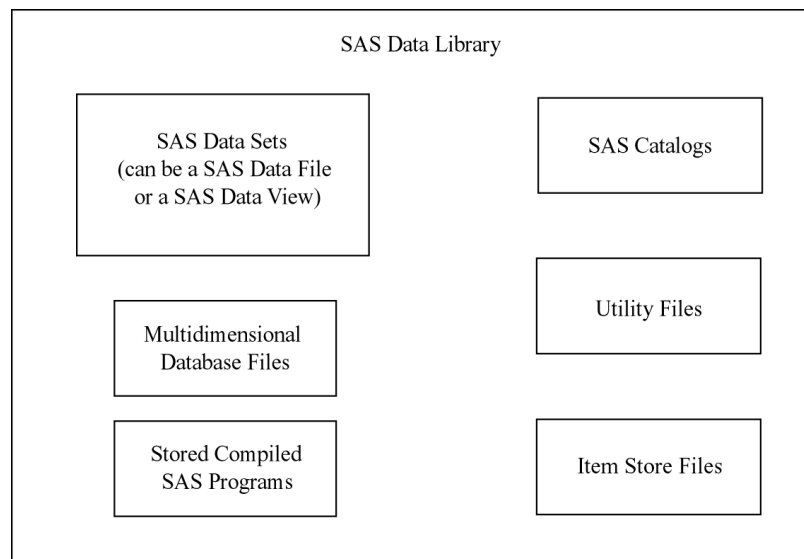 SAS Data Library
SAS Data Sets
(can be a SAS Data File
or a SAS Data View)
SAS Catalogs
Multidimensional
Database Files
Utility Files
Stored Compiled
SAS Programs
Item Store Files